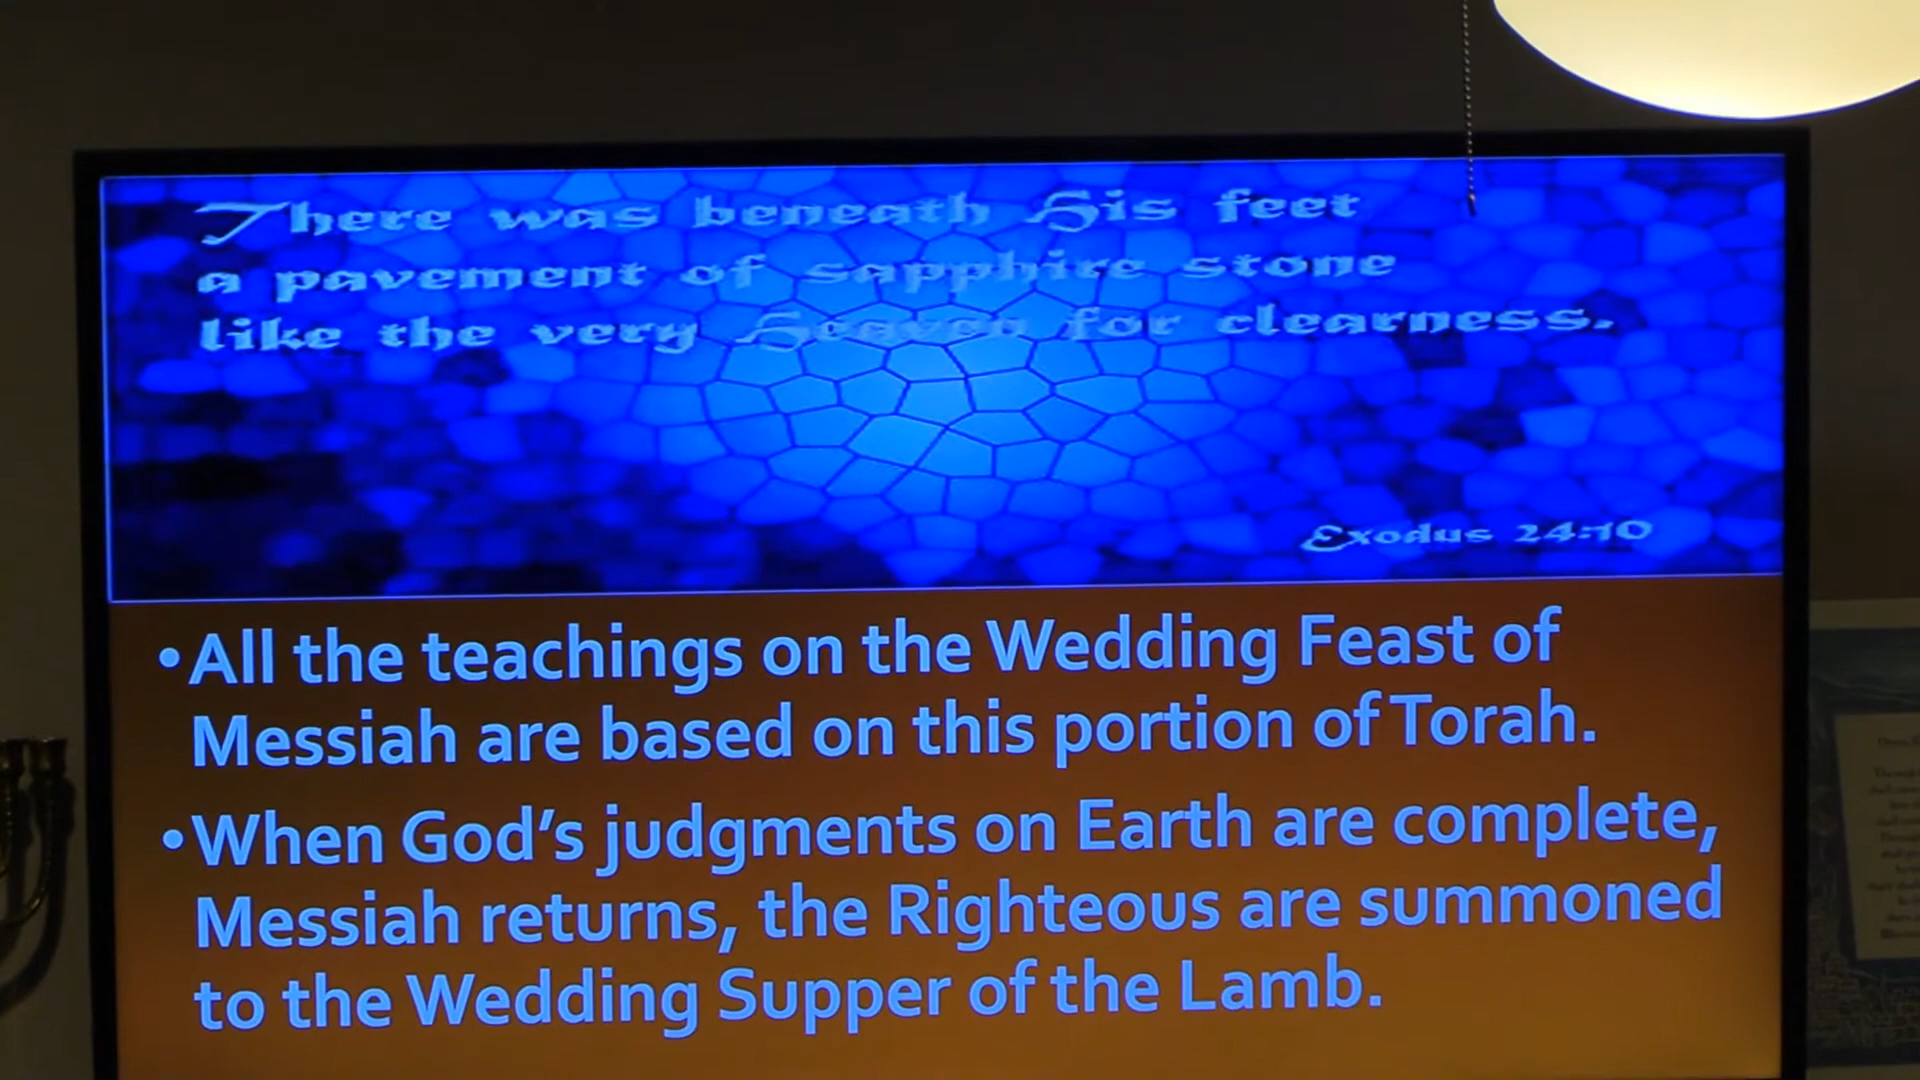 There was beneath His feet
a pavement of sapphire stone
like the very Heaven for clearness.
Exodus 24:10
•All the teachings on the Wedding Feast of
Messiah are based on this portion of Torah.
•When God's judgments on Earth are complete,
Messiah returns, the Righteous are summoned
to the Wedding Supper of the Lamb.